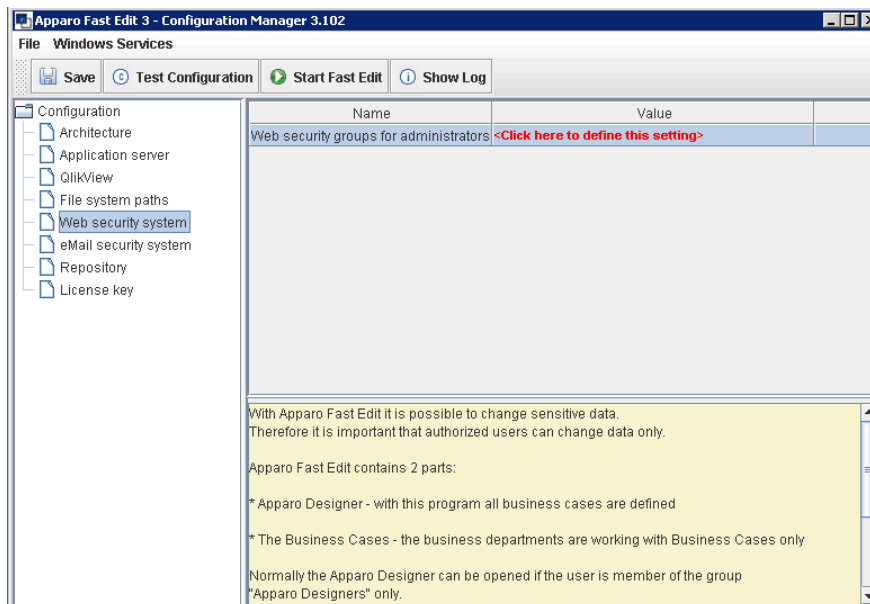 Apparo Fast Edit 3 - Configuration Manager 3.102
File Windows Services
Save Test Configuration Start Fast Edit Show Log
Configuration
Architecture
Application server
QlikView
File system paths
Web security system
eMail security system
Repository
License key
Name Value
Web security groups for administrators <Click here to define this setting>
With Apparo Fast Edit it is possible to change sensitive data.
Therefore it is important that authorized users can change data only.
Apparo Fast Edit contains 2 parts:
* Apparo Designer - with this program all business cases are defined
* The Business Cases - the business departments are working with Business Cases only
Normally the Apparo Designer can be opened if the user is member of the group
"Apparo Designers" only.